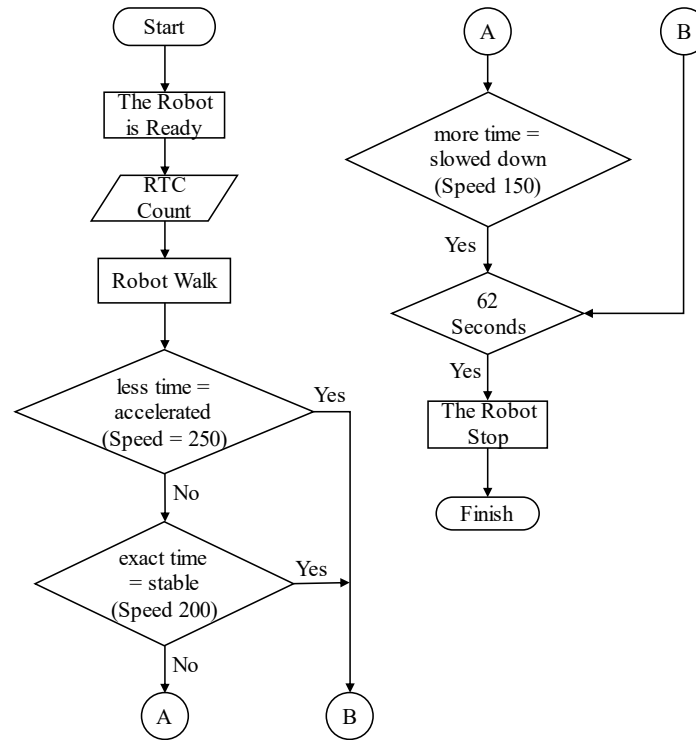 Start
The Robot
is Ready
RTC
Count
Robot Walk
less time =
accelerated
(Speed = 250)
Yes
No
exact time
= stable
(Speed 200)
Yes
No
A
B
A
B
more time =
slowed down
(Speed 150)
Yes
62
Seconds
Yes
The Robot
Stop
Finish